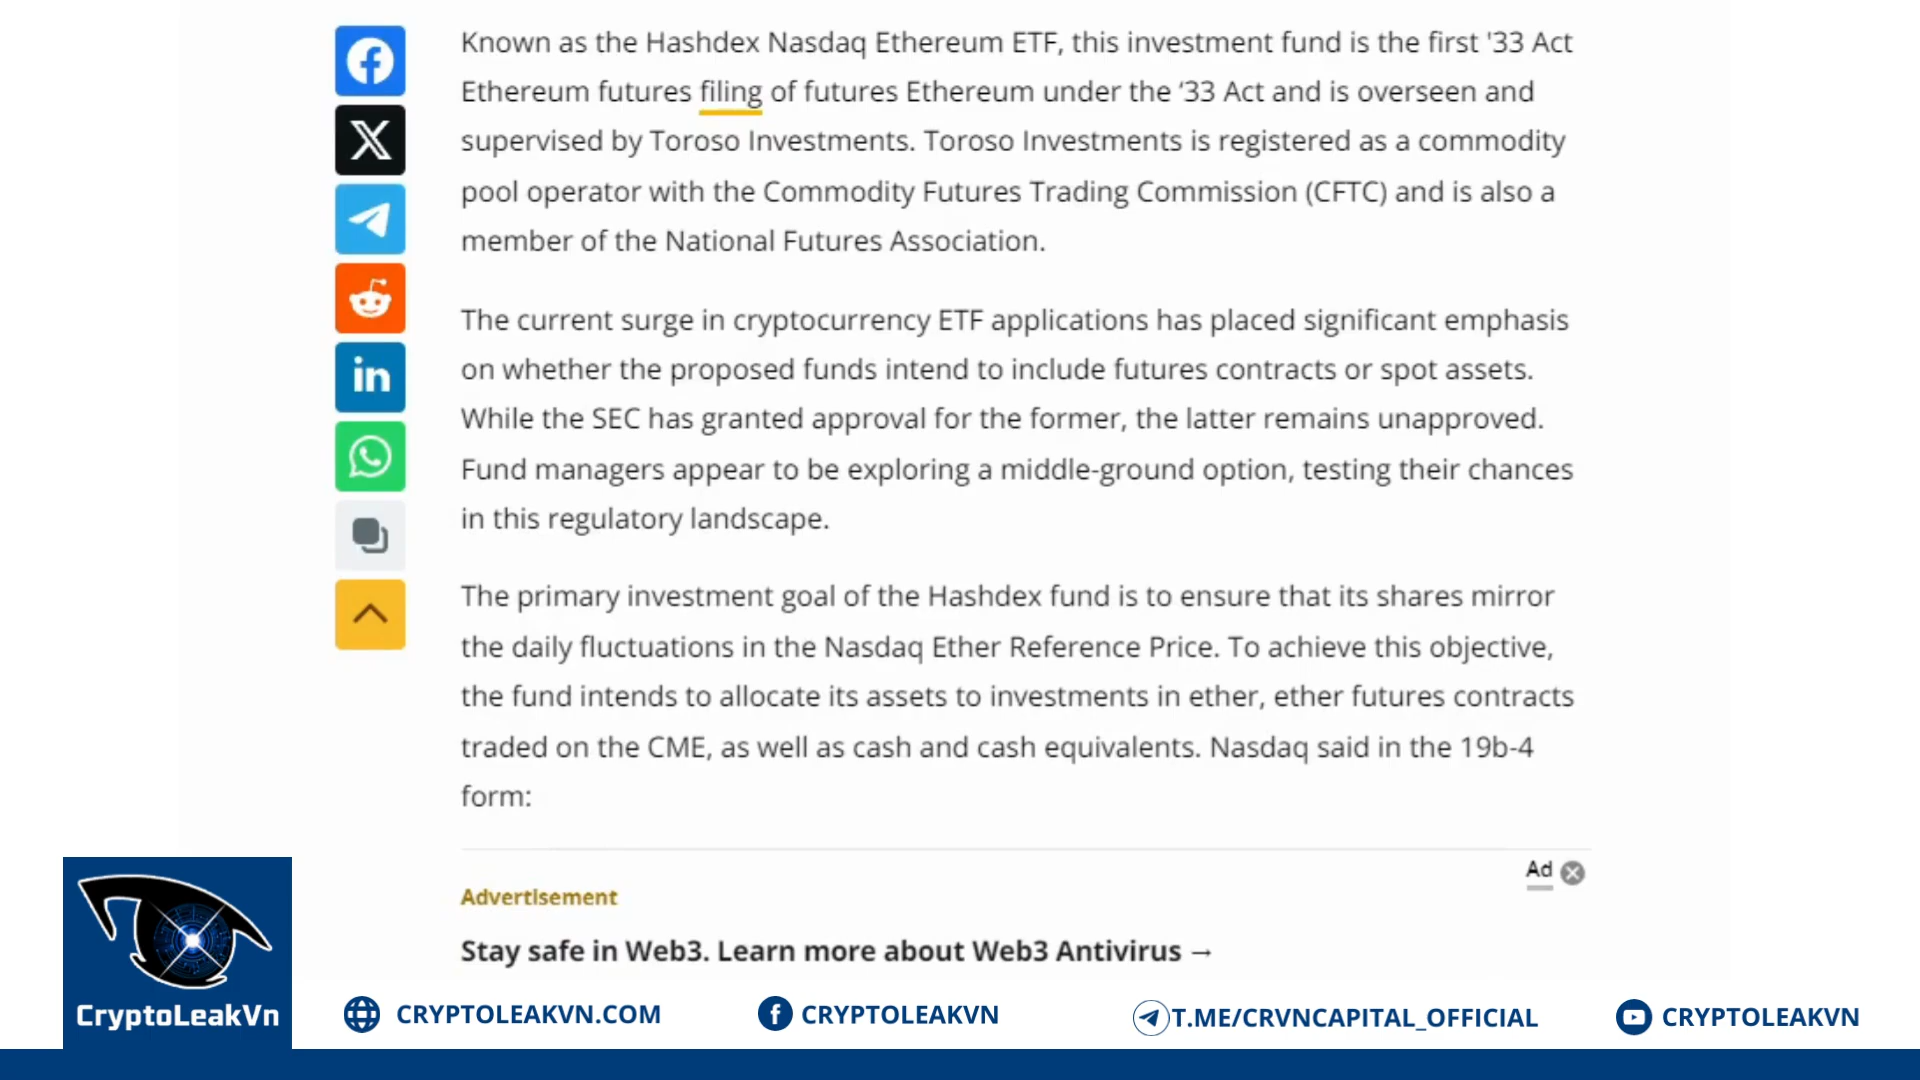 Known as the Hashdex Nasdaq Ethereum ETF, this investment fund is the first '33 Act
Ethereum futures filing of futures Ethereum under the ‘33 Act and is overseen and
supervised by Toroso Investments. Toroso Investments is registered as a commodity
pool operator with the Commodity Futures Trading Commission (CFTC) and is also a
member of the National Futures Association.
The current surge in cryptocurrency ETF applications has placed significant emphasis
on whether the proposed funds intend to include futures contracts or spot assets.
While the SEC has granted approval for the former, the latter remains unapproved.
Fund managers appear to be exploring a middle-ground option, testing their chances
in this regulatory landscape.
The primary investment goal of the Hashdex fund is to ensure that its shares mirror
the daily fluctuations in the Nasdaq Ether Reference Price. To achieve this objective,
the fund intends to allocate its assets to investments in ether, ether futures contracts
traded on the CME, as well as cash and cash equivalents. Nasdaq said in the 19b-4
form:
Ad
Advertisement
Stay safe in Web3. Learn more about Web3 Antivirus →
CryptoLeakVn
CRYPTOLEAKVN.COM
CRYPTOLEAKVN
T.ME/CRVNCAPITAL_OFFICIAL
CRYPTOLEAKVN